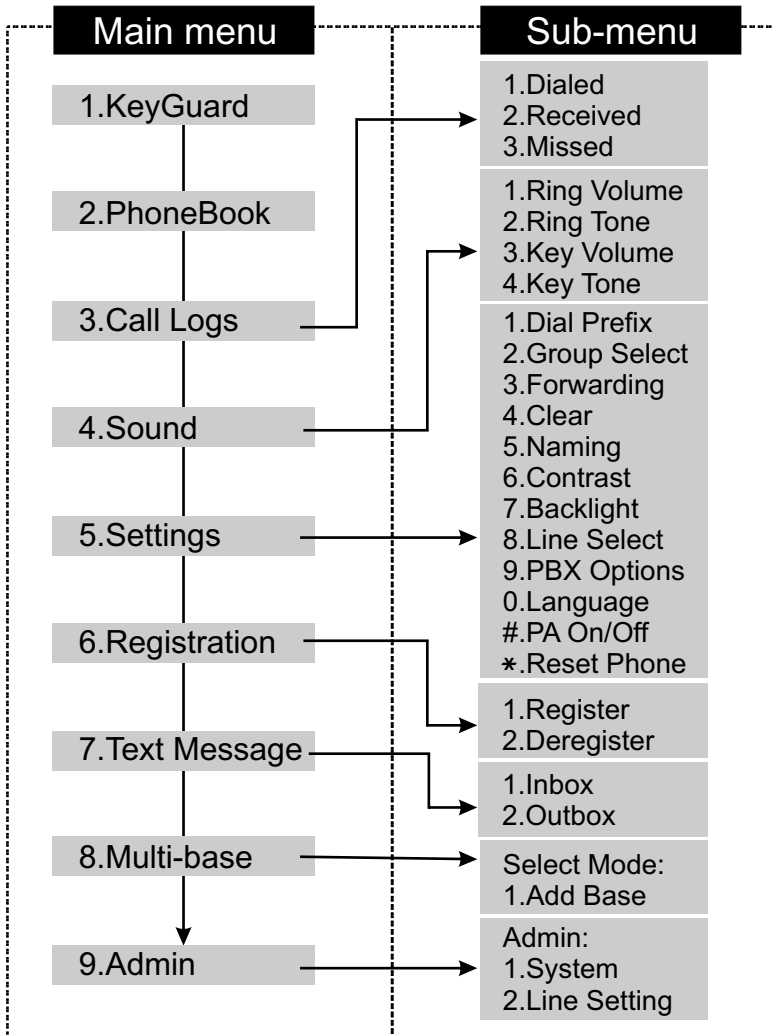 Main menu
1.KeyGuard
2.PhoneBook
3.Call Logs
4.Sound
5.Settings
6.Registration
7.Text Message
8.Multi-base
9.Admin
Sub-menu
1.Dialed
2.Received
3.Missed
1.Ring Volume
2.Ring Tone
3.Key Volume
4.Key Tone
1.Dial Prefix
2.Group Select
3.Forwarding
4.Clear
5.Naming
6.Contrast
7.Backlight
8.Line Select
9.PBX Options
0.Language
#.PA On/Off
*.Reset Phone
1.Register
2.Deregister
1.Inbox
2.Outbox
Select Mode:
1.Add Base
Admin:
1.System
2.Line Setting